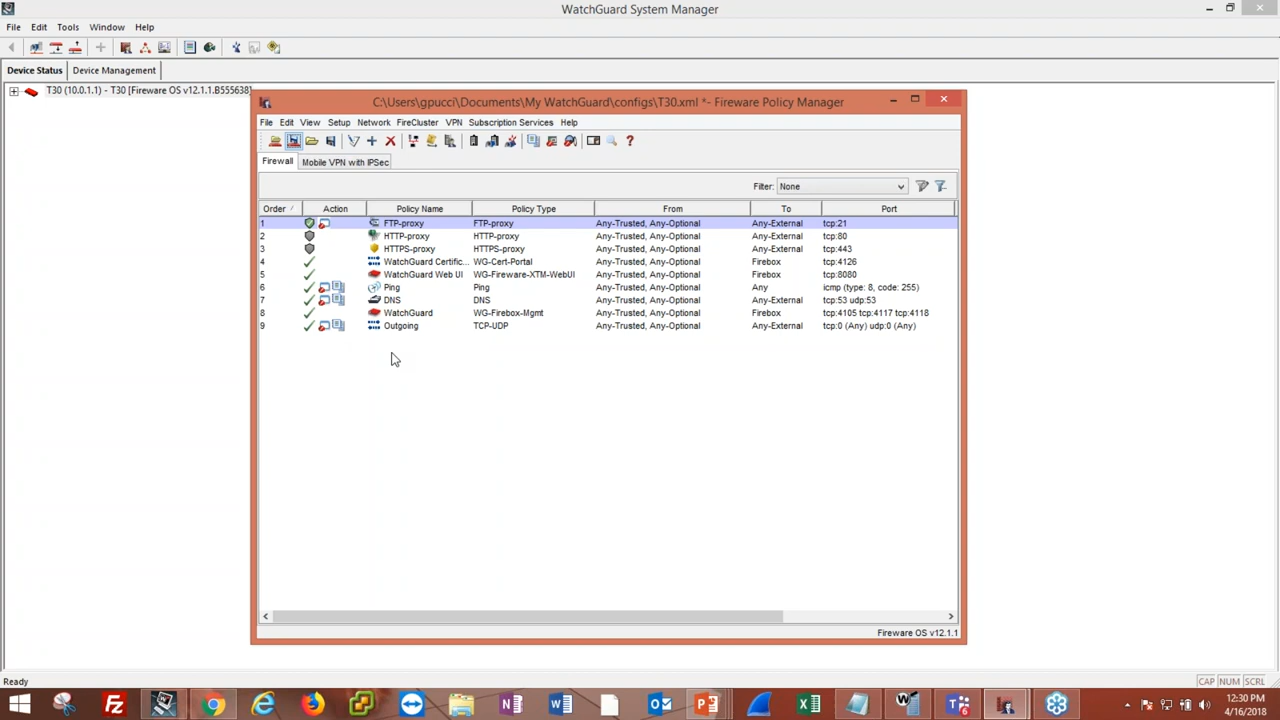 WatchGuard System Manager
File Edit Tools Window Help
Device Status Device Management
T30 (10.0.1.1) - T30 [Fireware OS v12.1.1.B555638]
C:\Users\gpucci\Documents\My WatchGuard\configs\T30.xml *- Fireware Policy Manager
File Edit View Setup Network FireCluster VPN Subscription Services Help
Firewall Mobile VPN with IPSec
Filter: None
Order Action Policy Name Policy Type From To Port
1 FTP-proxy FTP-proxy Any-Trusted, Any-Optional Any-External tcp:21
2 HTTP-proxy HTTP-proxy Any-Trusted, Any-Optional Any-External tcp:80
3 HTTPS-proxy HTTPS-proxy Any-Trusted, Any-Optional Any-External tcp:443
4 WatchGuard Certific... WG-Cert-Portal Any-Trusted, Any-Optional Firebox tcp:4126
5 WatchGuard Web UI WG-Fireware-XTM-WebUI Any-Trusted, Any-Optional Firebox tcp:8080
6 Ping Ping Any-Trusted, Any-Optional Any icmp (type: 8, code: 255)
7 DNS DNS Any-Trusted, Any-Optional Any-External tcp:53 udp:53
8 WatchGuard WG-Firebox-Mgmt Any-Trusted, Any-Optional Firebox tcp:4105 tcp:4117 tcp:4118
9 Outgoing TCP-UDP Any-Trusted, Any-Optional Any-External tcp:0 (Any) udp:0 (Any)
Fireware OS v12.1.1
Ready CAP NUM SCRL
12:30 PM
4/16/2018